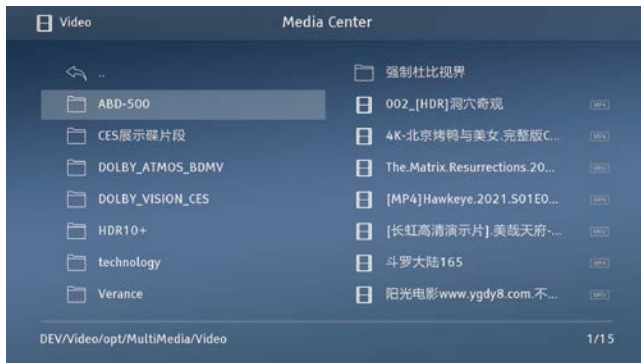 Video
Media Center
..
ABD-500
CES展示碟片段
DOLBY_ATMOS_BDMV
DOLBY_VISION_CES
HDR10+
technology
Verance
强制杜比视界
002_[HDR]洞穴奇观
4K-北京烤鸭与美女.完整版C...
The.Matrix.Resurrections.20...
[MP4]Hawkeye.2021.S01E0...
[长虹高清演示片].美哉天府-...
斗罗大陆165
阳光电影www.ygdy8.com.不...
DEV/Video/opt/MultiMedia/Video
1/15